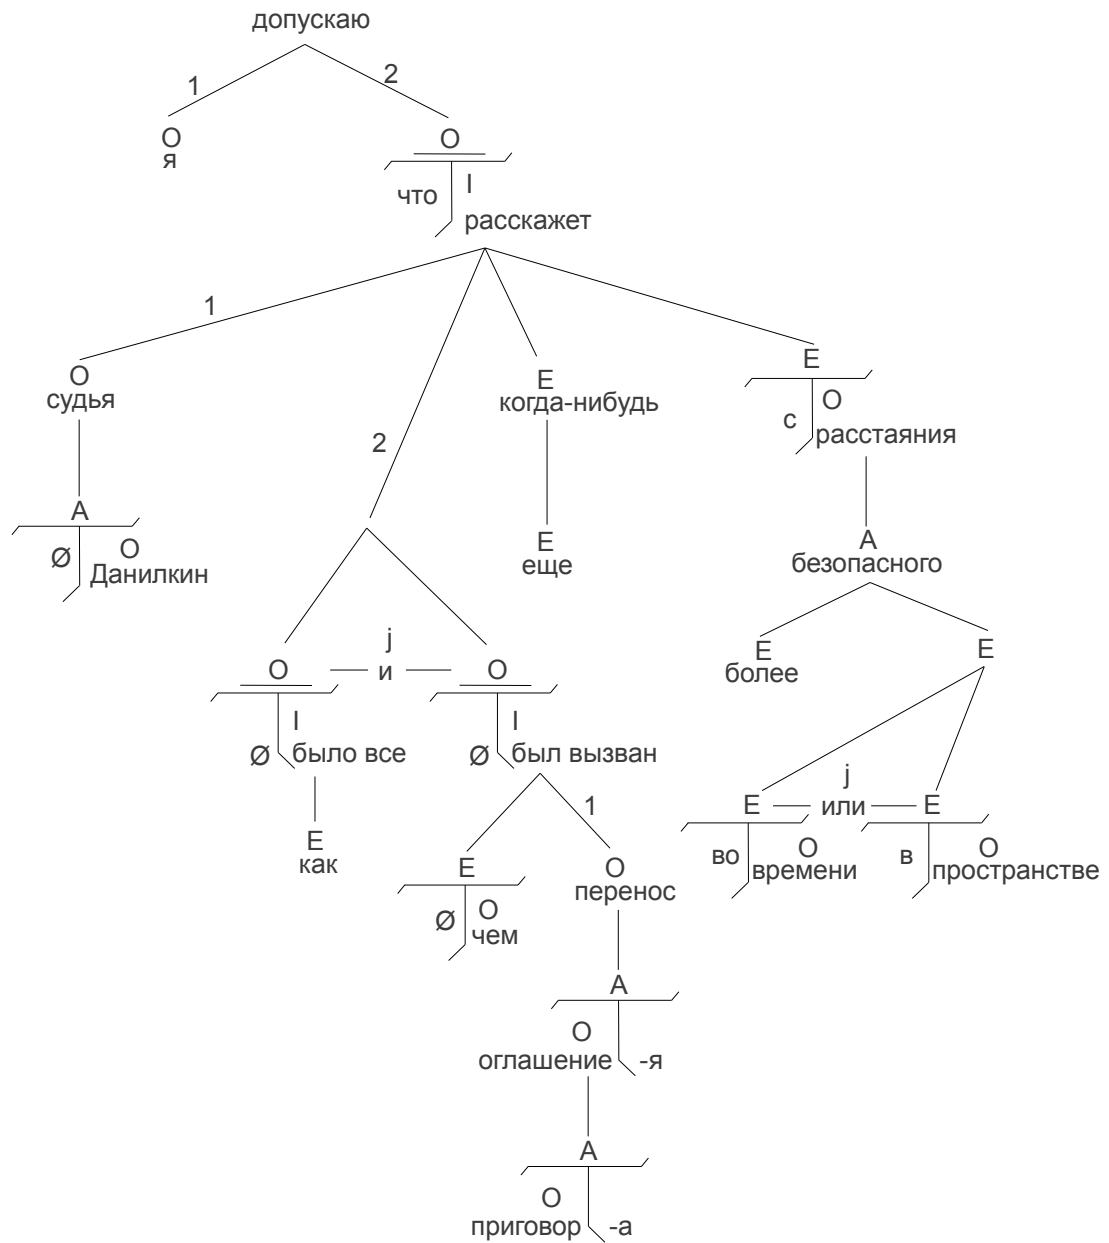 допускаю
1 2
О О
я
что I
расскажет
1
О Е Е
судья когда-нибудь О
с расстаяния
2
А Е А
Ø О еще безопасного
Данилкин
j Е Е
О и О более
I I
Ø было все Ø был вызван
1 j
Е Е или Е
Е Е О во О в О
как перенос времени пространстве
Ø О
чем
А
О
оглашение -я
А
О
приговор -а